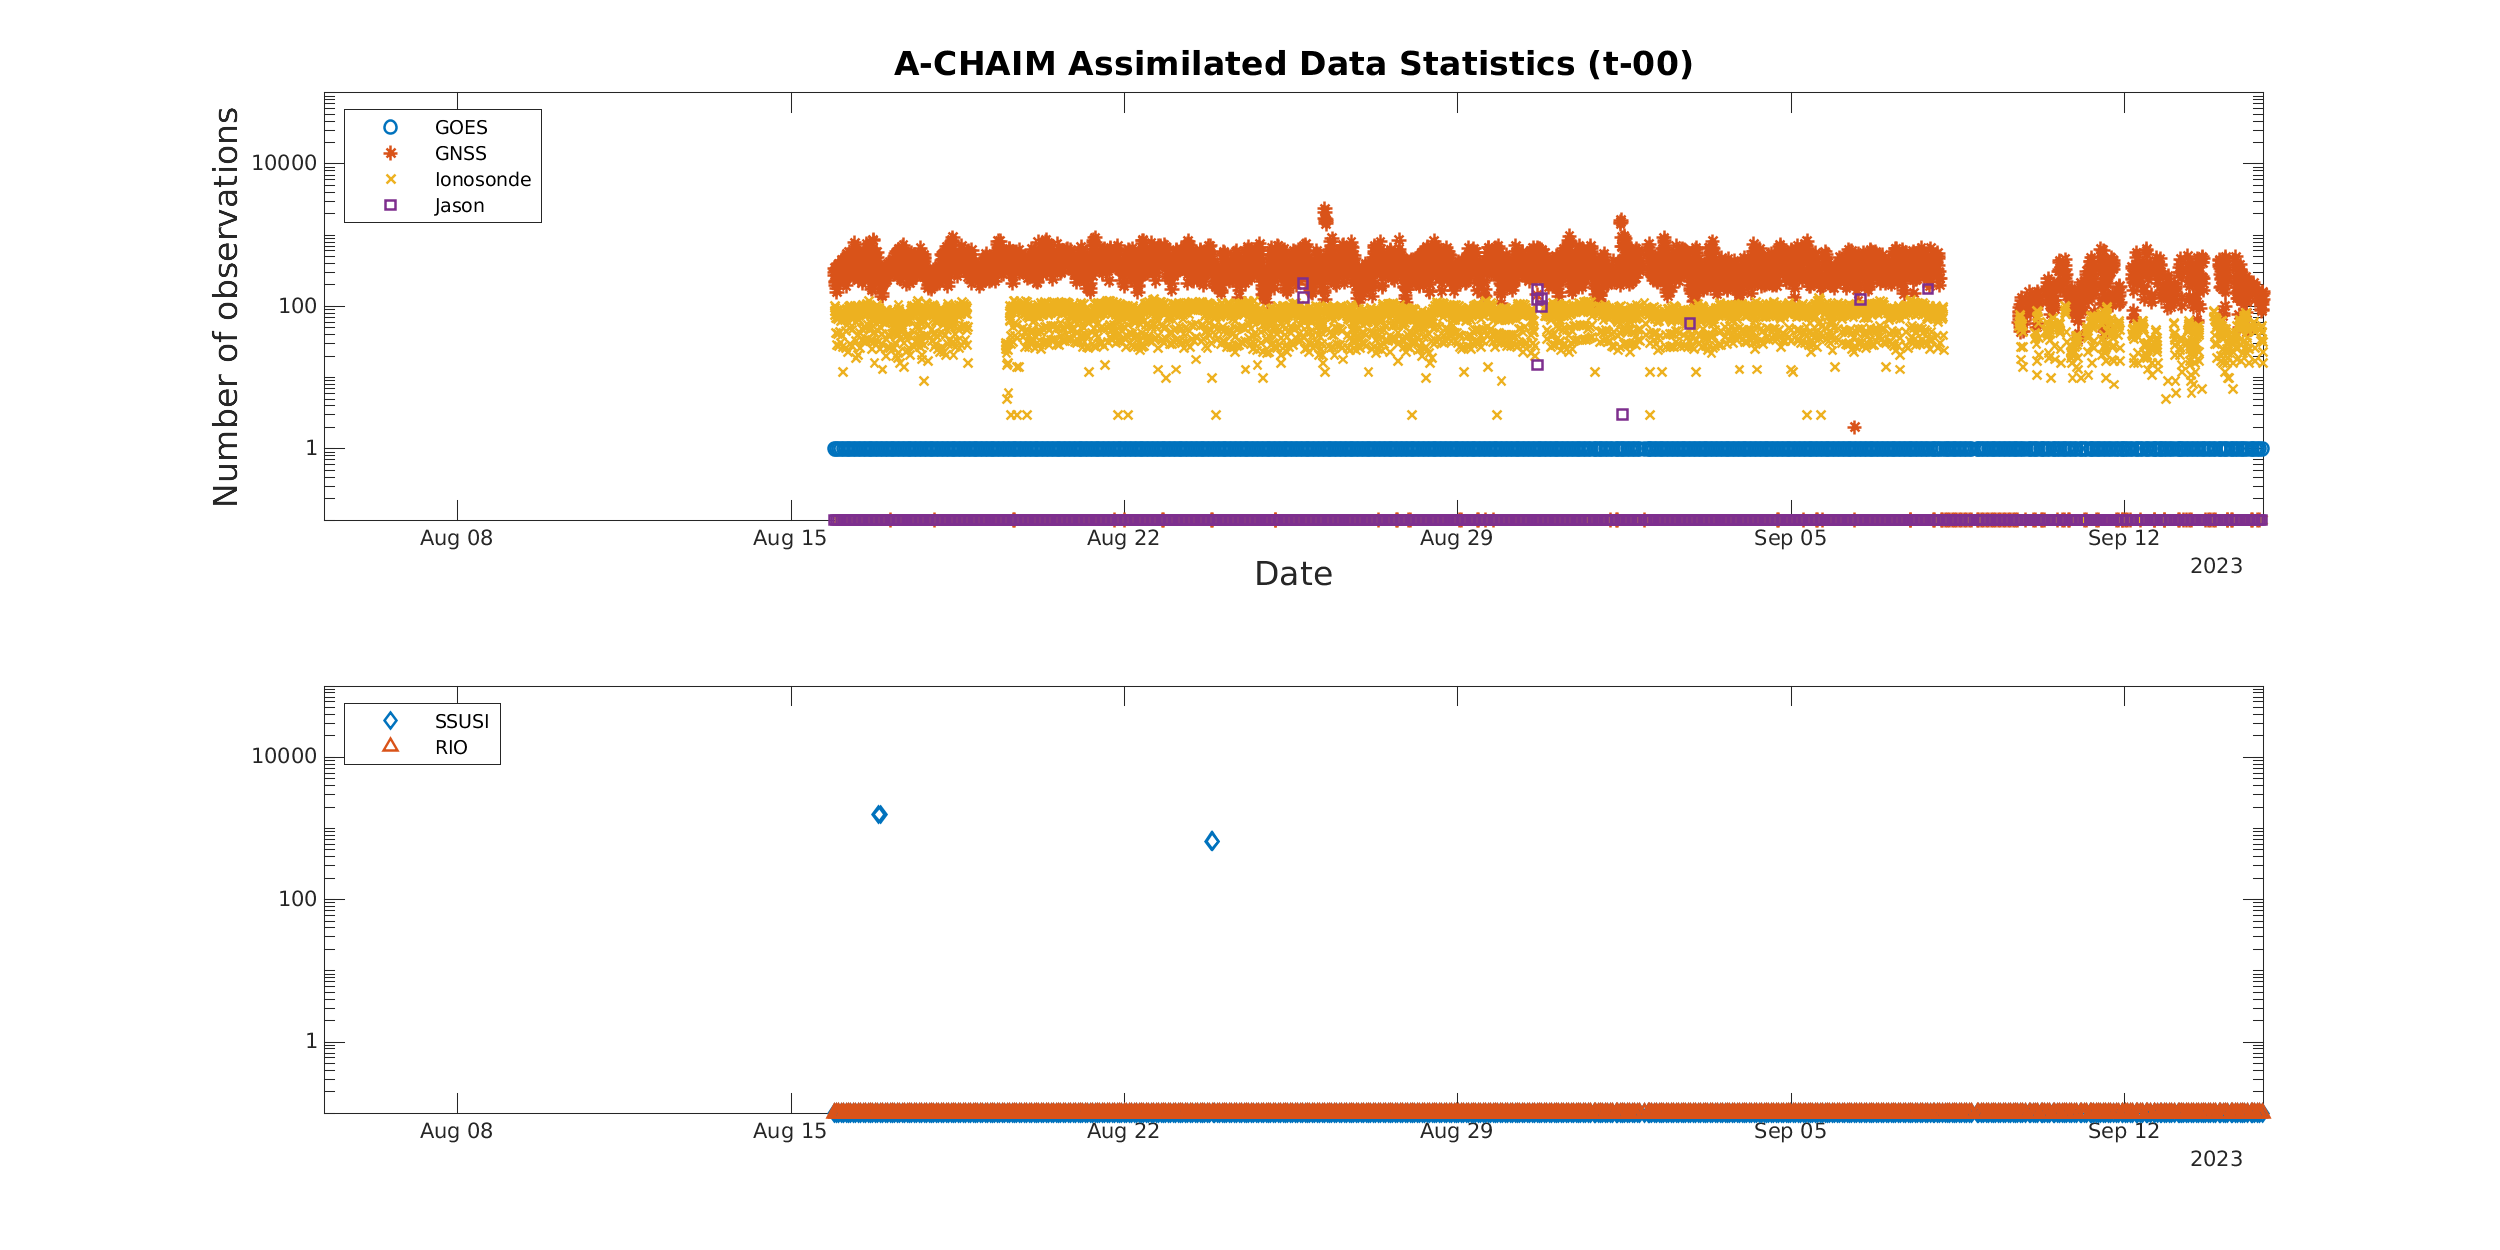 A-CHAIM Assimilated Data Statistics (t-00)
Number of observations
10000
100
1
GOES
GNSS
Ionosonde
Jason
Aug 08 Aug 15 Aug 22 Aug 29 Sep 05 Sep 12
2023
Date
10000
100
1
SSUSI
RIO
Aug 08 Aug 15 Aug 22 Aug 29 Sep 05 Sep 12
2023